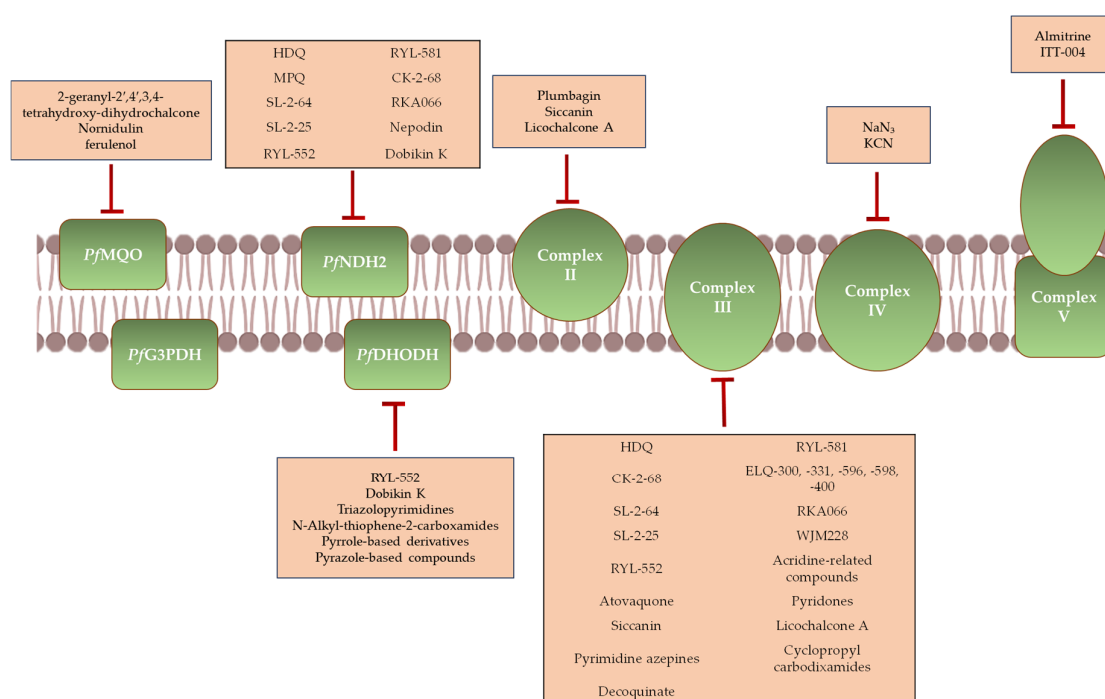 Almitrine
ITT-004
HDQ RYL-581
MPQ CK-2-68
SL-2-64 RKA066
SL-2-25 Nepodin
RYL-552 Dobikin K
2-geranyl-2',4',3,4-
tetrahydroxy-dihydrochalcone
Nornidulin
ferulenol
Plumbagin
Siccanin
Licochalcone A
NaN₃
KCN
PfMQO
PfNDH2
Complex
II
Complex
III
Complex
IV
Complex
V
PfG3PDH
PfDHODH
RYL-552
Dobikin K
Triazolopyrimidines
N-Alkyl-thiophene-2-carboxamides
Pyrrole-based derivatives
Pyrazole-based compounds
HDQ RYL-581
CK-2-68 ELQ-300, -331, -596, -598,
-400
SL-2-64 RKA066
SL-2-25 WJM228
RYL-552 Acridine-related
compounds
Atovaquone Pyridones
Siccanin Licochalcone A
Pyrimidine azepines Cyclopropyl
carbodixamides
Decoquinate